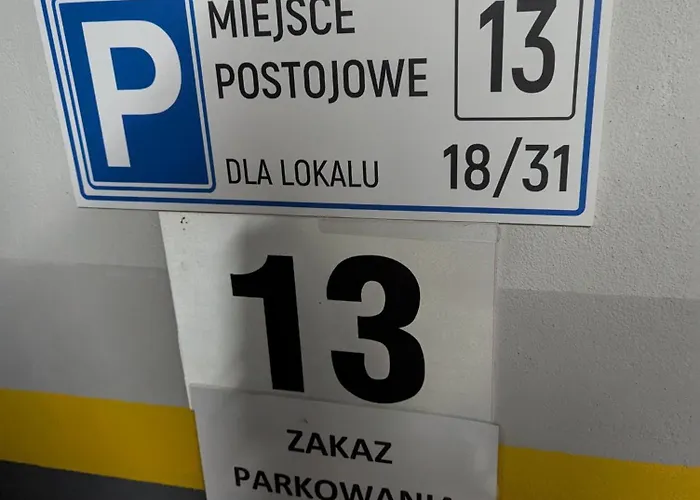 P
MIEJSCE
POSTOJOWE
13
DLA LOKALU
18/31
13
ZAKAZ
PARKOWANIA